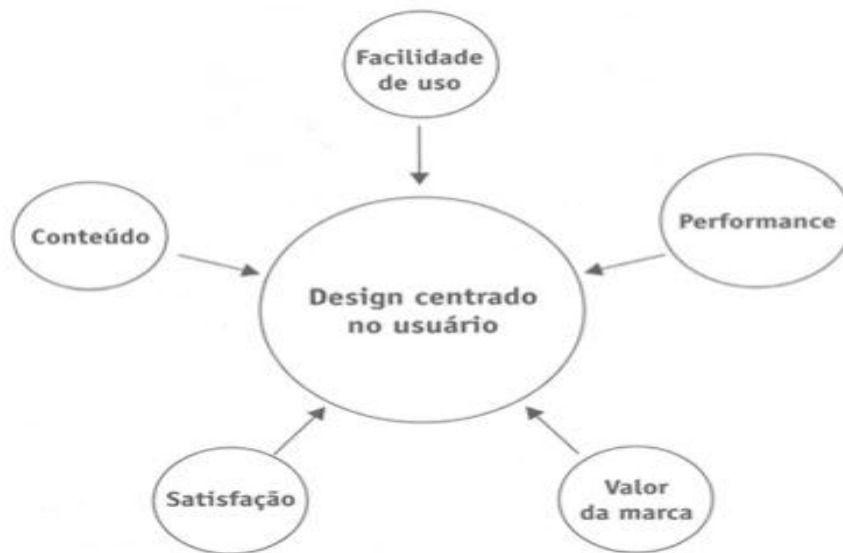 Facilidade
de uso
Conteúdo
Performance
Design centrado
no usuário
Satisfação
Valor
da marca